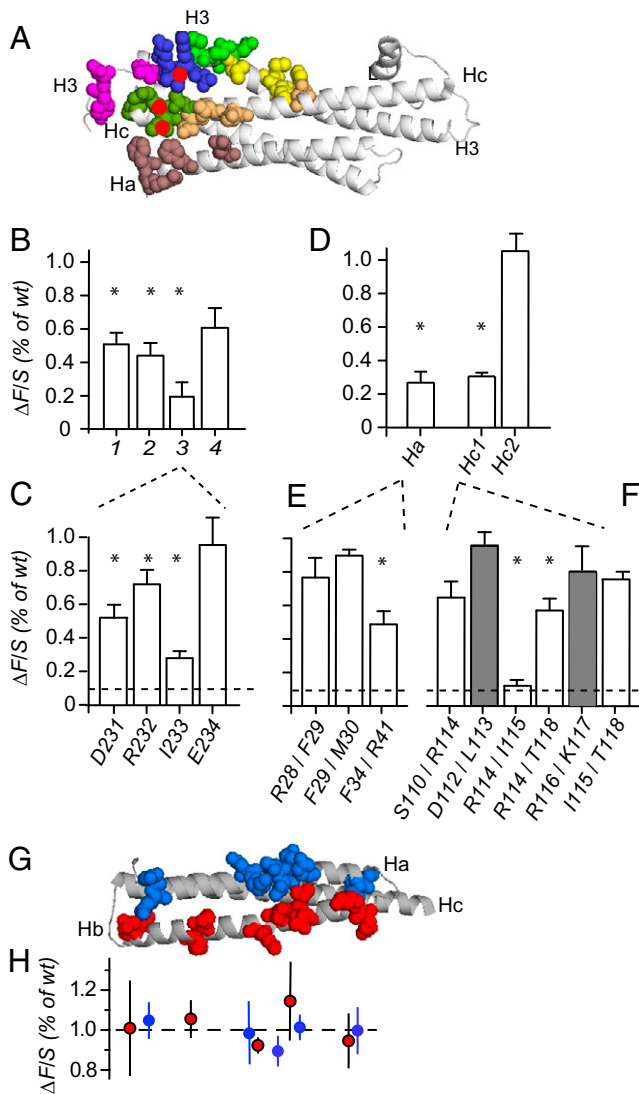 A
H3
H3
Hc
H3
Hc
Ha
B
ΔF/S (% of wt)
1.0
0.8
0.6
0.4
0.2
0
* * *
1 2 3 4
D
1.0
0.8
0.6
0.4
0.2
0
* *
Ha Hc1 Hc2
C
ΔF/S (% of wt)
1.0
0.8
0.6
0.4
0.2
0
* * *
D231
R232
I233
E234
E
*
R28 / F29
F29 / M30
F34 / R41
F
* *
S110 / R114
D112 / L113
R114 / I115
R114 / T118
R116 / K117
I115 / T118
G
Ha
Hc
Hb
H
ΔF/S (% of wt)
1.2
1.0
0.8